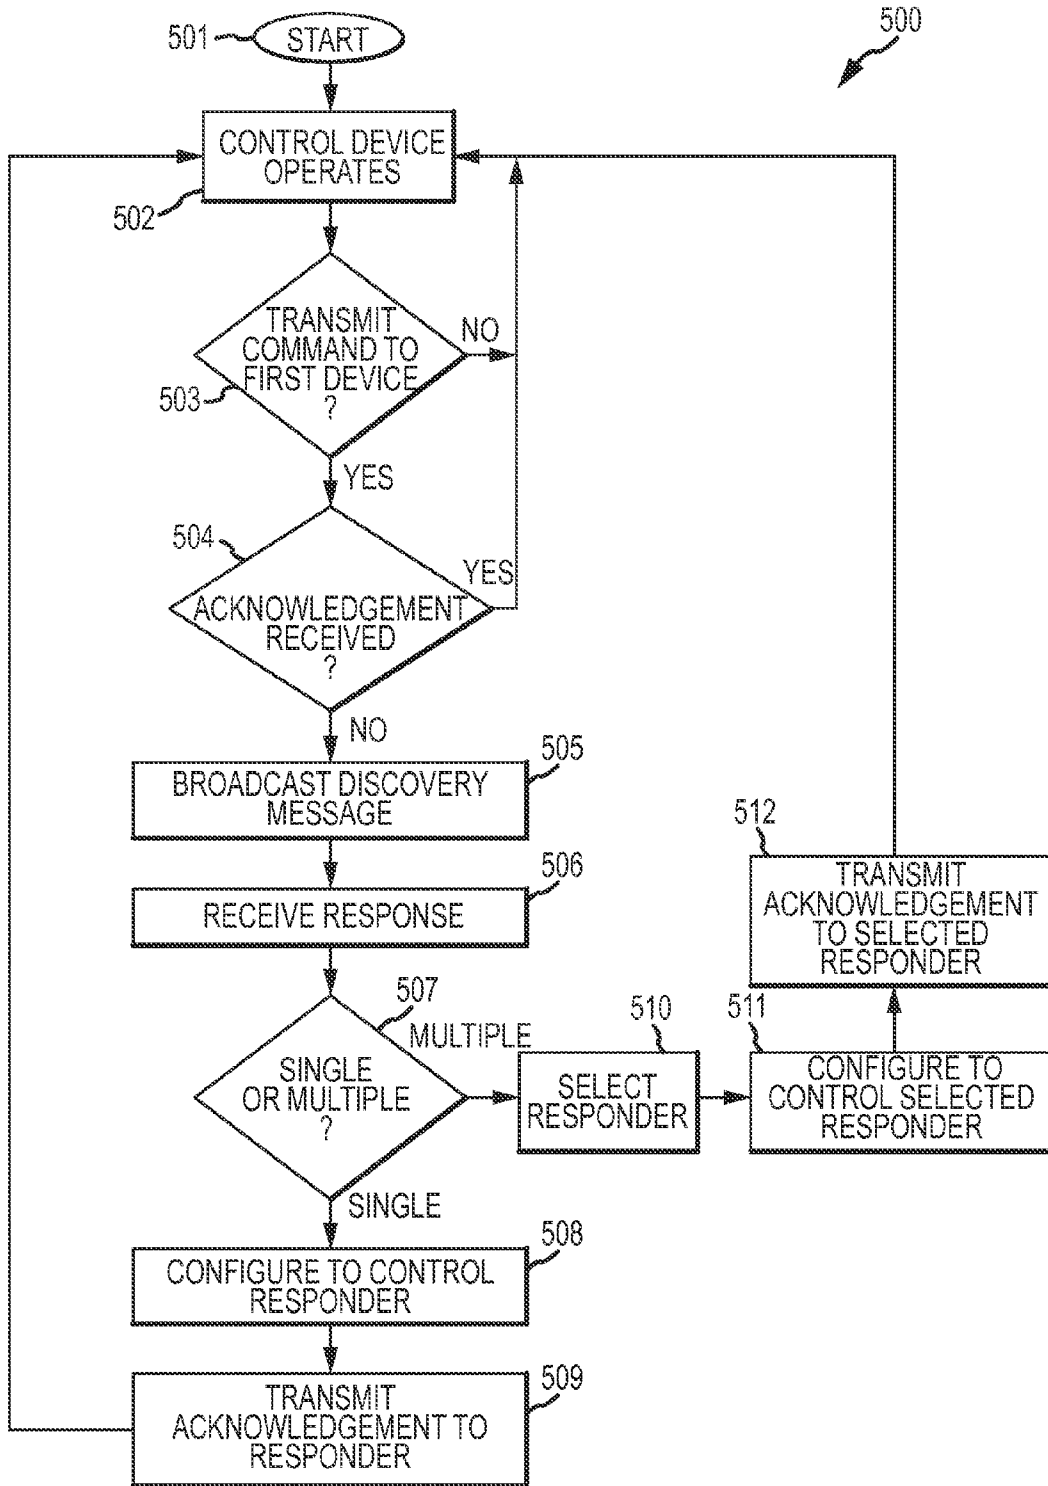 500
501
START
CONTROL DEVICE
OPERATES
502
TRANSMIT
COMMAND TO
FIRST DEVICE
?
NO
503
YES
504
YES
ACKNOWLEDGEMENT
RECEIVED
?
NO
505
BROADCAST DISCOVERY
MESSAGE
506
RECEIVE RESPONSE
507
MULTIPLE
SINGLE
OR MULTIPLE
?
510
SELECT
RESPONDER
511
CONFIGURE TO
CONTROL SELECTED
RESPONDER
512
TRANSMIT
ACKNOWLEDGEMENT
TO SELECTED
RESPONDER
SINGLE
508
CONFIGURE TO CONTROL
RESPONDER
509
TRANSMIT
ACKNOWLEDGEMENT TO
RESPONDER